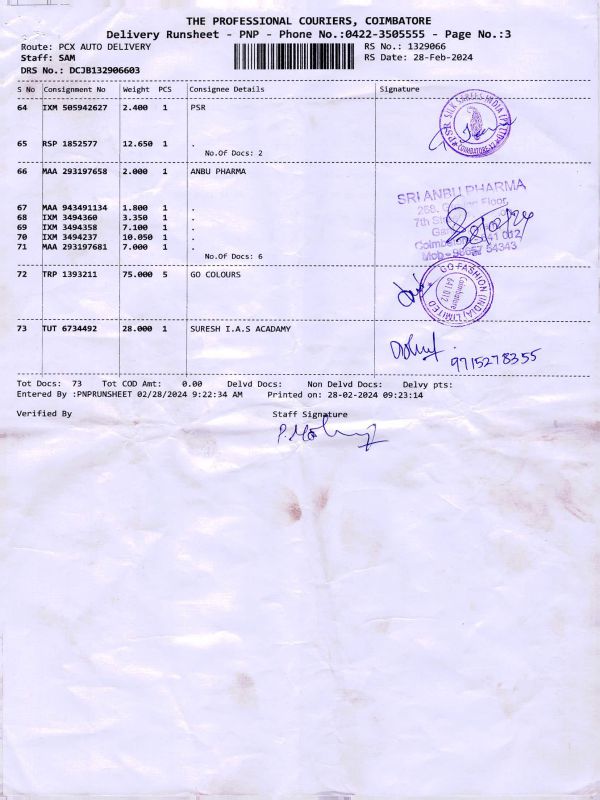 THE PROFESSIONAL COURIERS, COIMBATORE
Delivery Runsheet - PNP - Phone No.:0422-3505555 - Page No.:3
Route: PCX AUTO DELIVERY RS No.: 1329066
Staff: SAM RS Date: 28-Feb-2024
DRS No.: DCJB132906603
S No Consignment No Weight PCS Consignee Details Signature
64 IXM 505942627 2.400 1 PSR
65 RSP 1852577 12.650 1 .
No.Of Docs: 2
66 MAA 293197658 2.000 1 ANBU PHARMA
67 MAA 943491134 1.800 1 .
68 IXM 3494360 3.350 1 .
69 IXM 3494358 7.100 1 .
70 IXM 3494237 10.050 1 .
71 MAA 293197681 7.000 1 .
No.Of Docs: 6
SRI ANBU PHARMA
28/02/24
72 TRP 1393211 75.000 5 GO COLOURS
GO FASHION (INDIA) LIMITED
Coimbatore
641 012
73 TUT 6734492 28.000 1 SURESH I.A.S ACADAMY
9715278355
Tot Docs: 73 Tot COD Amt: 0.00 Delvd Docs: Non Delvd Docs: Delvy pts:
Entered By :PNPRUNSHEET 02/28/2024 9:22:34 AM Printed on: 28-02-2024 09:23:14
Verified By Staff Signature